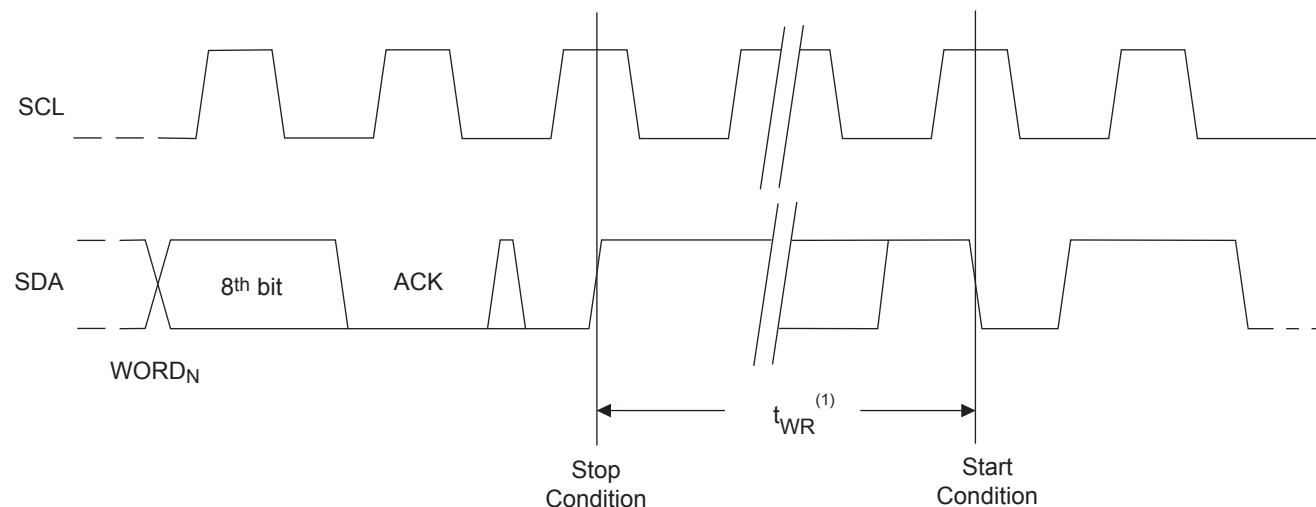 SCL
SDA
8th bit
ACK
WORDN
tWR(1)
Stop
Condition
Start
Condition